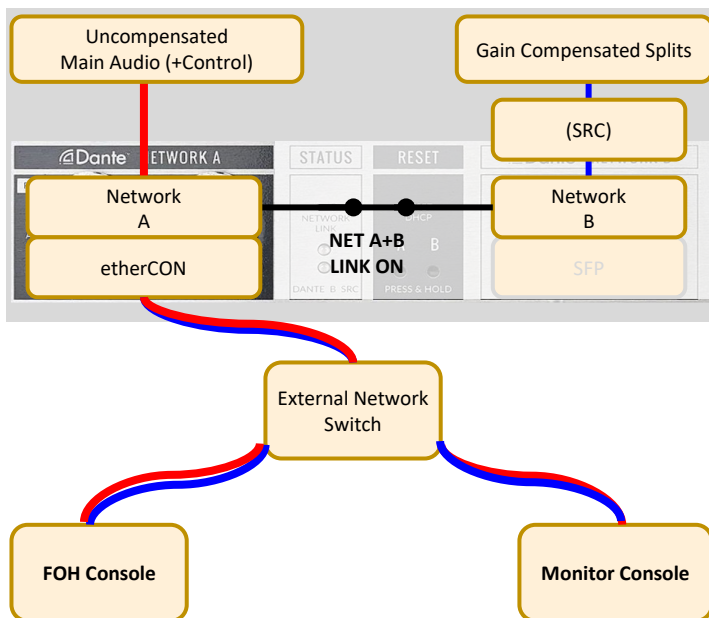 Uncompensated
Main Audio (+Control)
Gain Compensated Splits
(SRC)
Dante NETWORK A
STATUS
RESET
Network
A
Network
B
NETWORK
LINK
DHCP
B
NET A+B
LINK ON
etherCON
SFP
DANTE B SRC
PRESS & HOLD
External Network
Switch
FOH Console
Monitor Console